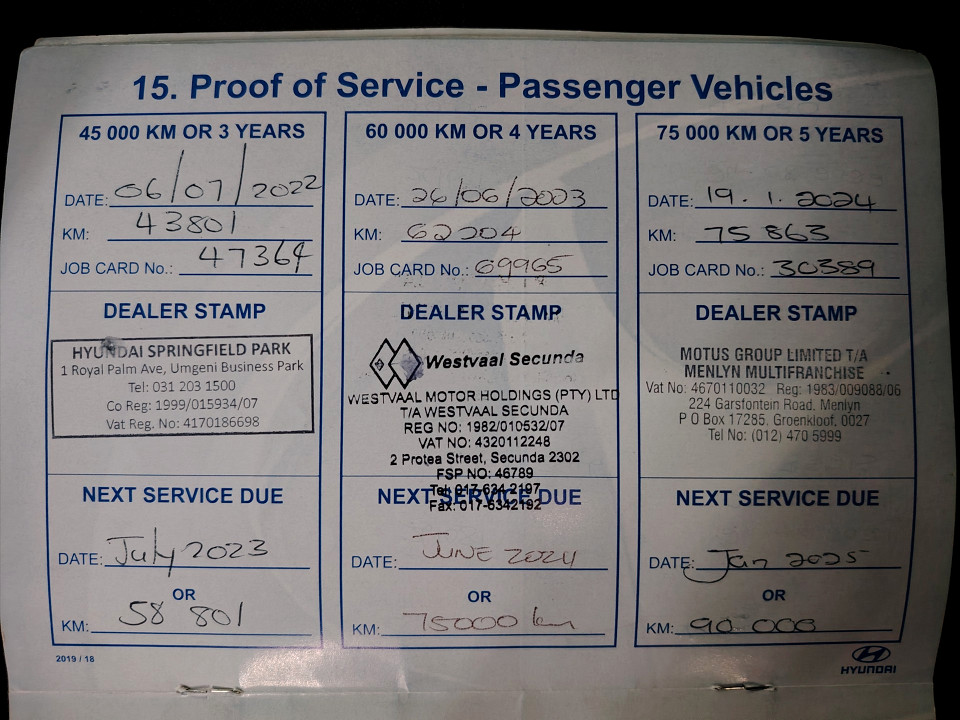 15. Proof of Service - Passenger Vehicles
45 000 KM OR 3 YEARS
DATE: 06/07/2022
KM: 43801
JOB CARD No.: 47364
DEALER STAMP
HYUNDAI SPRINGFIELD PARK
1 Royal Palm Ave, Umgeni Business Park
Tel: 031 203 1500
Co Reg: 1999/015934/07
Vat Reg. No: 4170186698
NEXT SERVICE DUE
DATE: July 2023
OR
KM: 58 801
60 000 KM OR 4 YEARS
DATE: 26/06/2023
KM: 62204
JOB CARD No.: 69965
DEALER STAMP
Westvaal Secunda
WESTVAAL MOTOR HOLDINGS (PTY) LTD
T/A WESTVAAL SECUNDA
REG NO: 1982/010532/07
VAT NO: 4320112248
2 Protea Street, Secunda 2302
FSP NO: 46789
Tel: 017-634 2197
NEXT SERVICE DUE
Fax: 017-6342192
DATE: JUNE 2024
OR
KM: 75000 km
75 000 KM OR 5 YEARS
DATE: 19. 1. 2024
KM: 75 863
JOB CARD No.: 30389
DEALER STAMP
MOTUS GROUP LIMITED T/A
MENLYN MULTIFRANCHISE
Vat No: 4670110032 Reg: 1983/009088/06
224 Garsfontein Road, Menlyn
P O Box 17285. Groenkloof, 0027
Tel No: (012) 470 5999
NEXT SERVICE DUE
DATE: Jan 2025
OR
KM: 90 000
2019 / 18
HYUNDAI